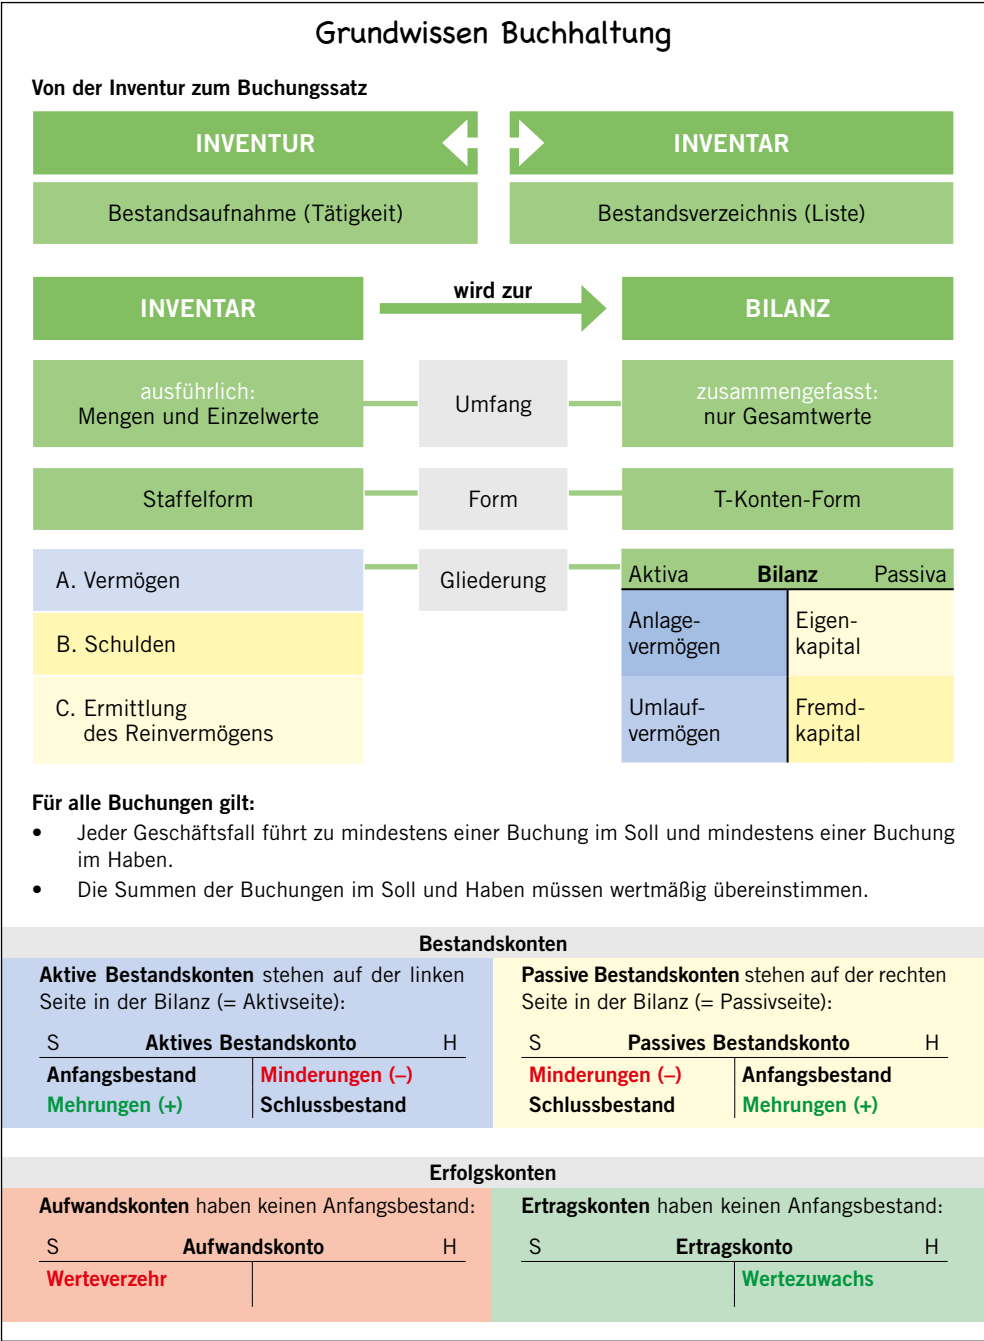 Grundwissen Buchhaltung
Von der Inventur zum Buchungssatz
INVENTUR
INVENTAR
Bestandsaufnahme (Tätigkeit)
Bestandsverzeichnis (Liste)
INVENTAR
wird zur
BILANZ
ausführlich:
Mengen und Einzelwerte
Umfang
zusammengefasst:
nur Gesamtwerte
Staffelform
Form
T-Konten-Form
A. Vermögen
B. Schulden
C. Ermittlung
des Reinvermögens
Gliederung
Aktiva Bilanz Passiva
Anlage-
vermögen
Eigen-
kapital
Umlauf-
vermögen
Fremd-
kapital
Für alle Buchungen gilt:
• Jeder Geschäftsfall führt zu mindestens einer Buchung im Soll und mindestens einer Buchung
im Haben.
• Die Summen der Buchungen im Soll und Haben müssen wertmäßig übereinstimmen.
Bestandskonten
Aktive Bestandskonten stehen auf der linken
Seite in der Bilanz (= Aktivseite):
S Aktives Bestandskonto H
Anfangsbestand Minderungen (–)
Mehrungen (+) Schlussbestand
Passive Bestandskonten stehen auf der rechten
Seite in der Bilanz (= Passivseite):
S Passives Bestandskonto H
Minderungen (–) Anfangsbestand
Schlussbestand Mehrungen (+)
Erfolgskonten
Aufwandskonten haben keinen Anfangsbestand:
S Aufwandskonto H
Werteverzehr
Ertragskonten haben keinen Anfangsbestand:
S Ertragskonto H
Wertezuwachs